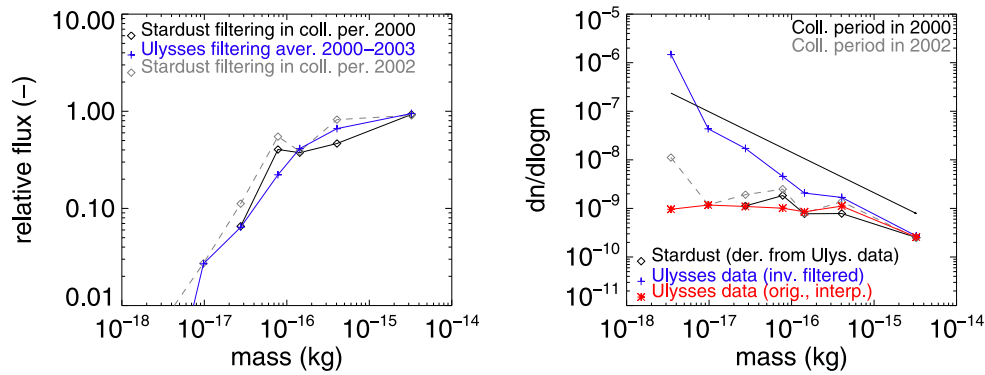 Stardust filtering in coll. per. 2000
Ulysses filtering aver. 2000–2003
Stardust filtering in coll. per. 2002
relative flux (−)
1.00
0.10
0.01
10⁻¹⁸ 10⁻¹⁷ 10⁻¹⁶ 10⁻¹⁵ 10⁻¹⁴
mass (kg)
Coll. period in 2000
Coll. period in 2002
dn/dlogm
10⁻⁵
10⁻⁶
10⁻⁷
10⁻⁸
10⁻⁹
10⁻¹⁰
10⁻¹¹
Stardust (der. from Ulys. data)
Ulysses data (inv. filtered)
Ulysses data (orig., interp.)
10⁻¹⁸ 10⁻¹⁷ 10⁻¹⁶ 10⁻¹⁵ 10⁻¹⁴
mass (kg)